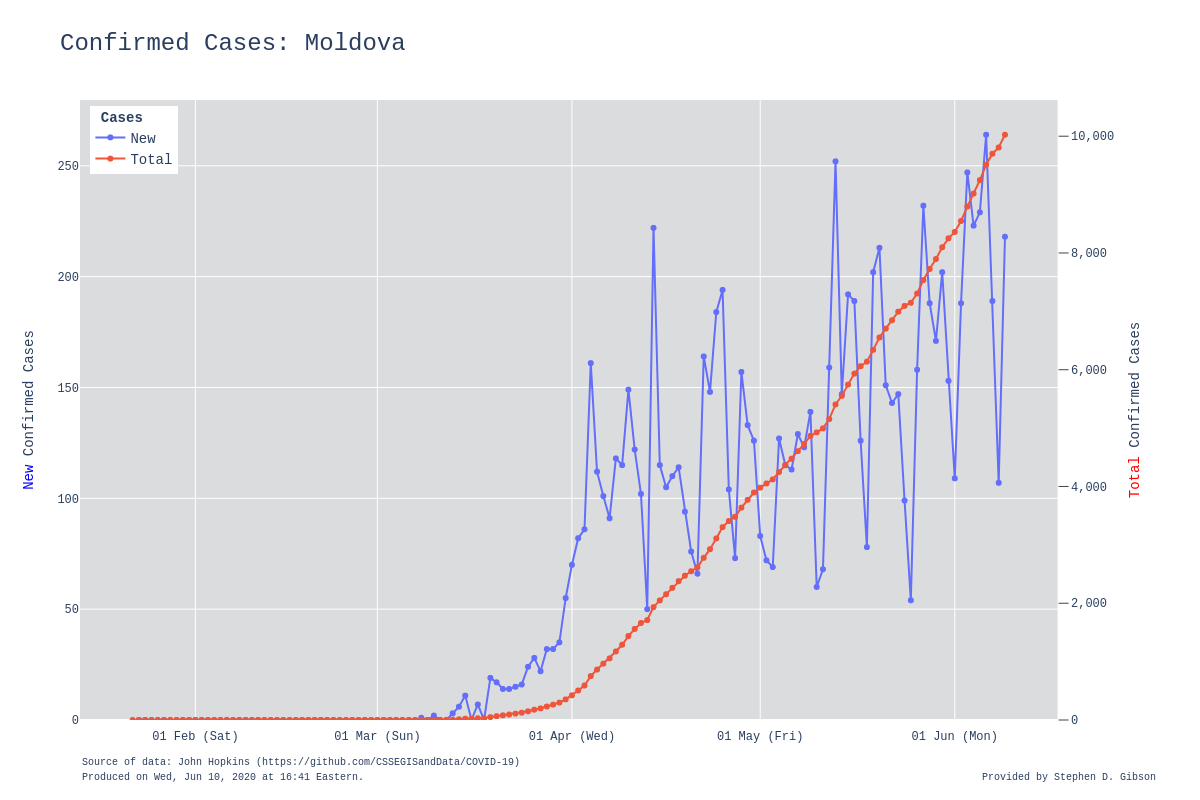 Confirmed Cases: Moldova
Cases
New
Total
250
200
150
100
50
0
10,000
8,000
6,000
4,000
2,000
0
New Confirmed Cases
Total Confirmed Cases
01 Feb (Sat)
01 Mar (Sun)
01 Apr (Wed)
01 May (Fri)
01 Jun (Mon)
Source of data: John Hopkins (https://github.com/CSSEGISandData/COVID-19)
Produced on Wed, Jun 10, 2020 at 16:41 Eastern.
Provided by Stephen D. Gibson